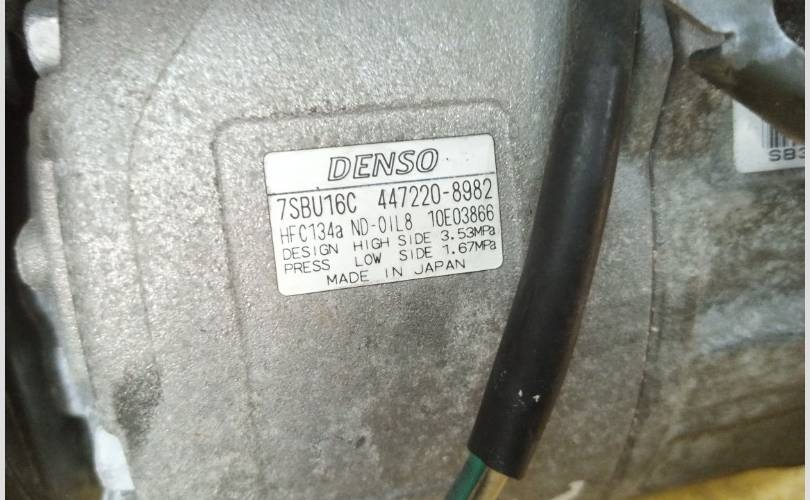 DENSO
7SBU16C 447220-8982
HFC134a ND-OIL8 10E03866
DESIGN HIGH SIDE 3.53MPa
PRESS LOW SIDE 1.67MPa
MADE IN JAPAN